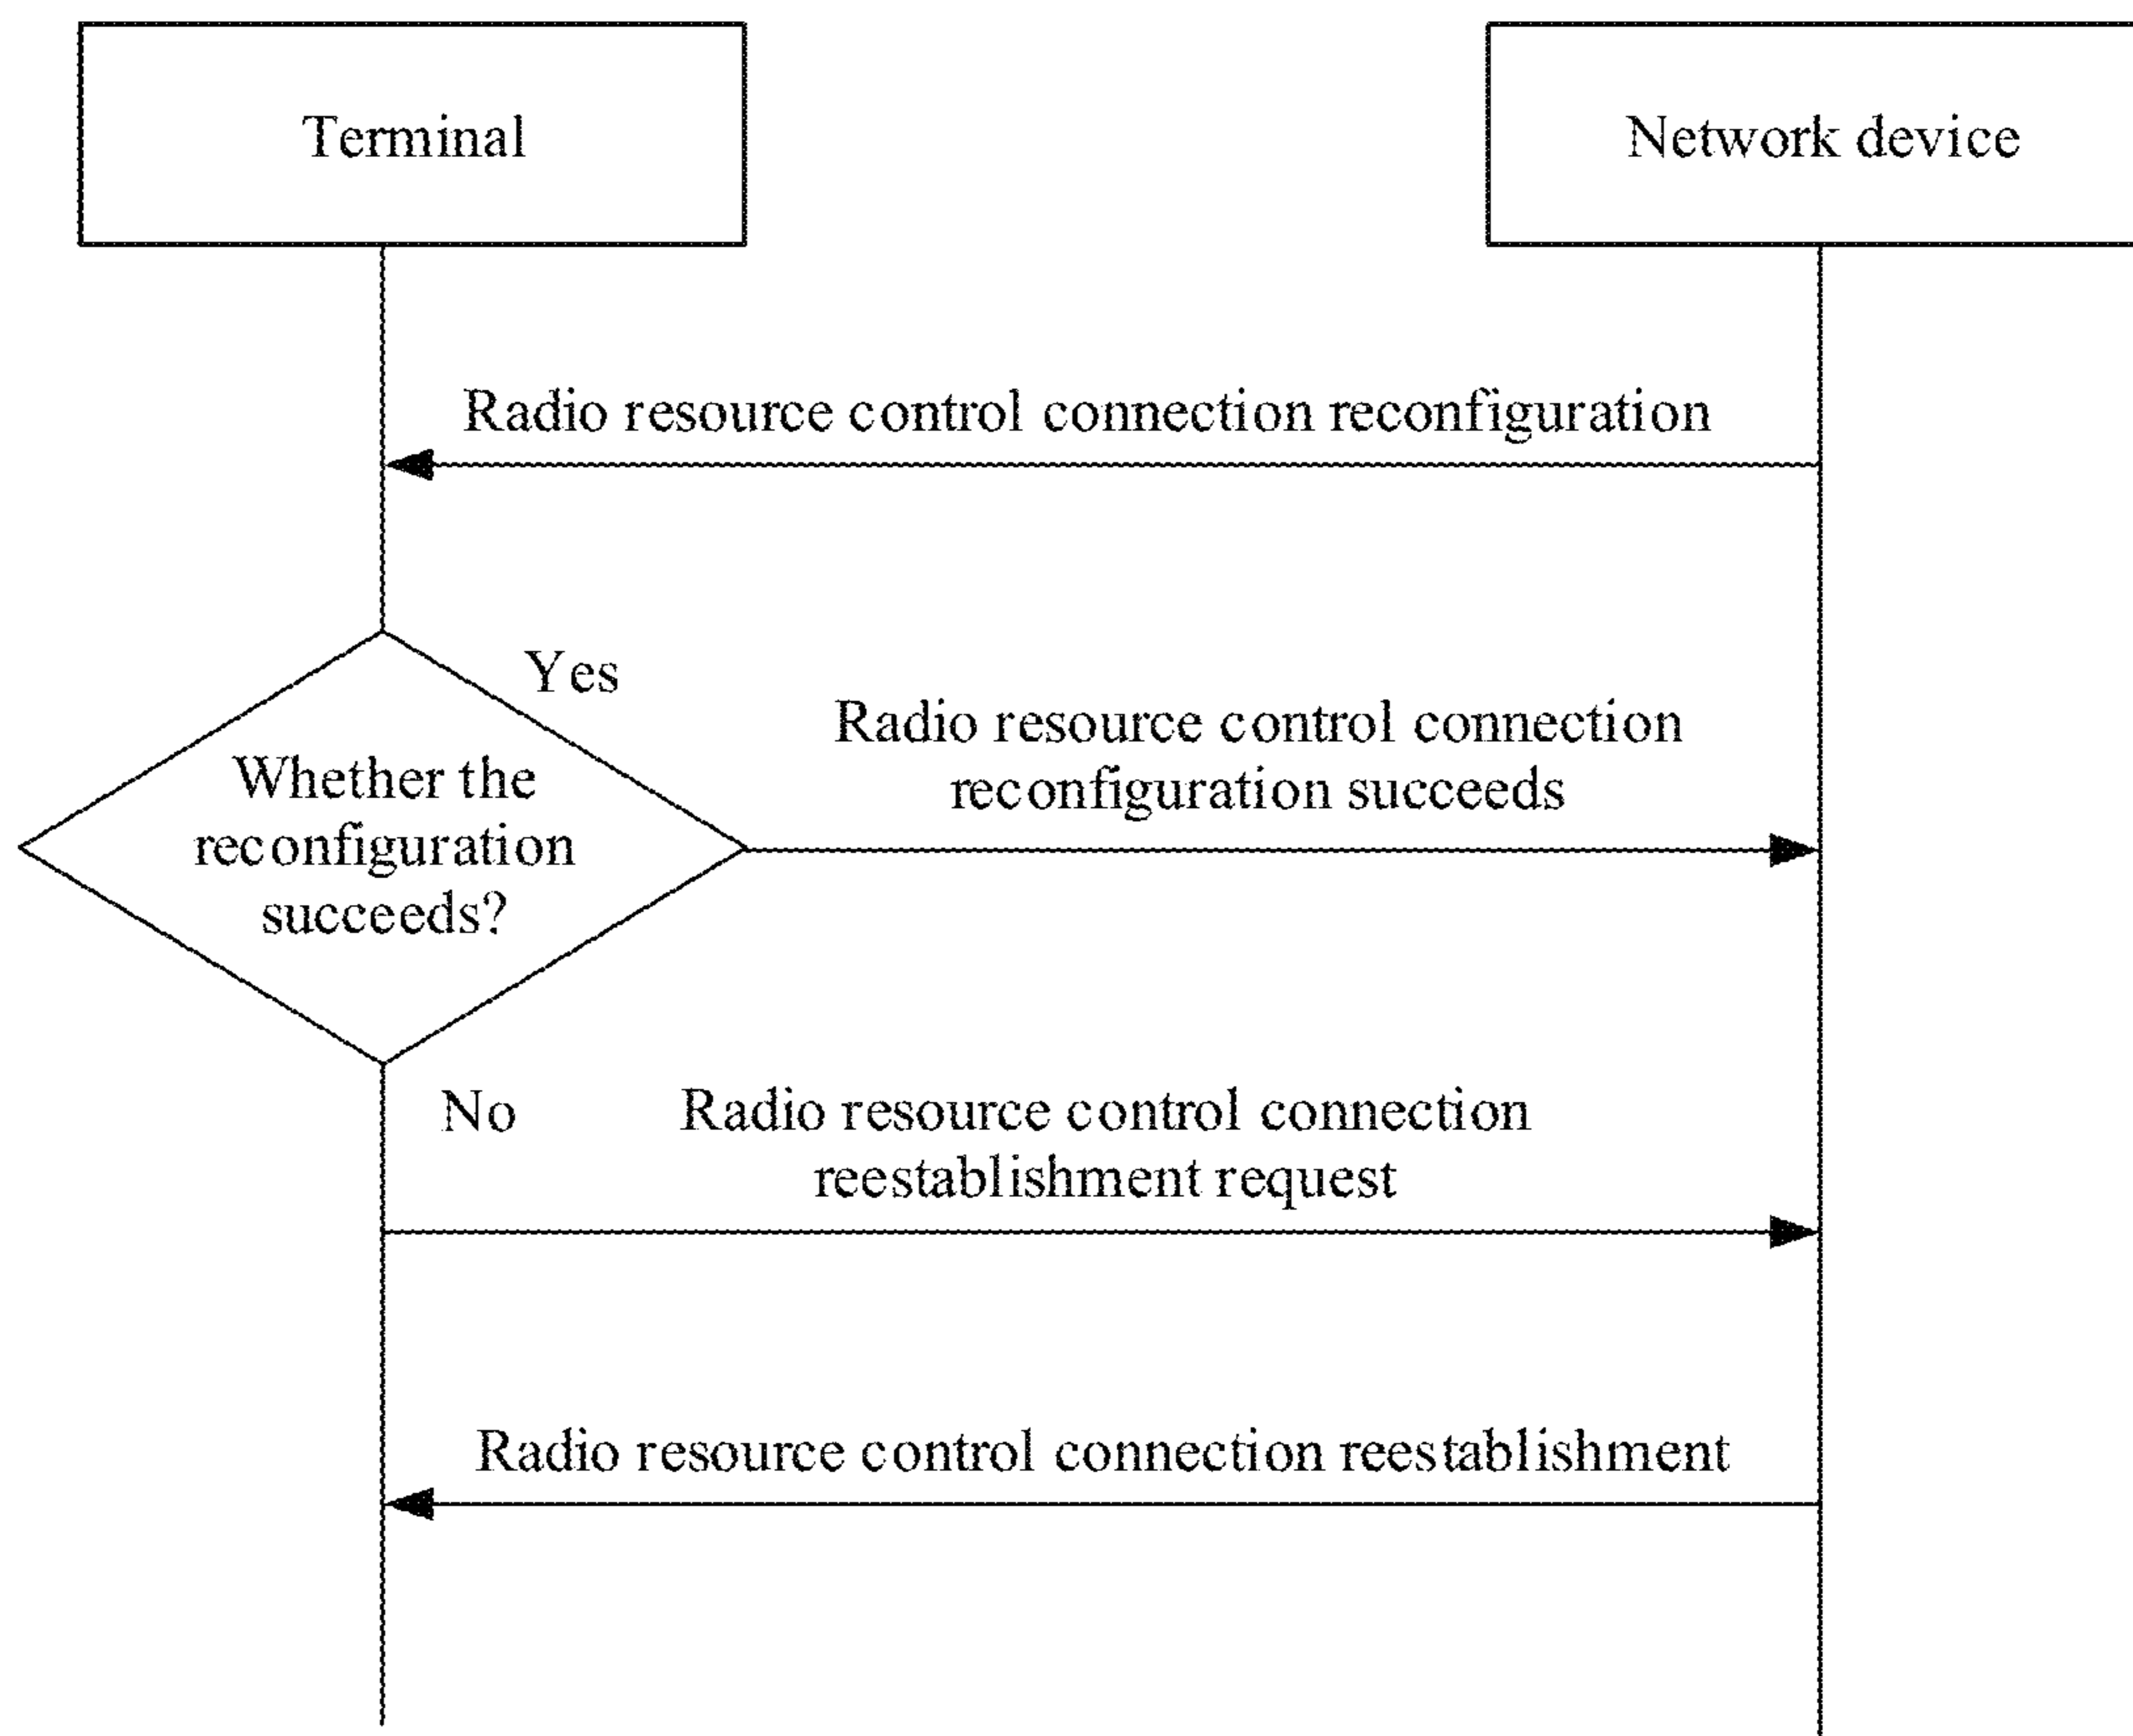 Terminal
Network device
Radio resource control connection reconfiguration
Yes
Radio resource control connection
reconfiguration succeeds
Whether the
reconfiguration
succeeds?
No
Radio resource control connection
reestablishment request
Radio resource control connection reestablishment